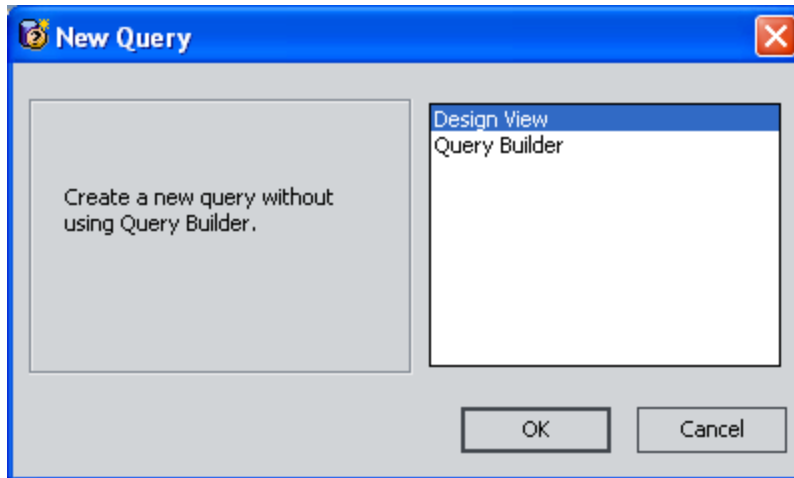 New Query
Create a new query without
using Query Builder.
Design View
Query Builder
OK
Cancel